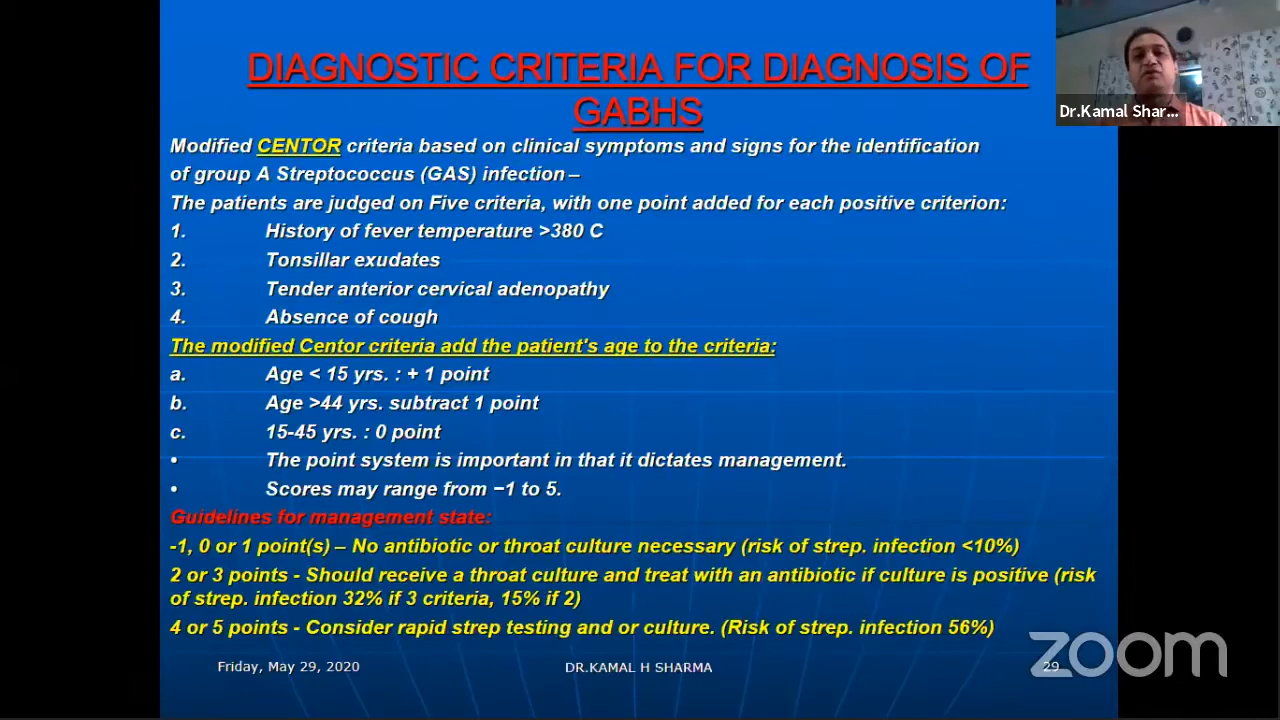 DIAGNOSTIC CRITERIA FOR DIAGNOSIS OF
GABHS
Dr.Kamal Shar...
Modified CENTOR criteria based on clinical symptoms and signs for the identification
of group A Streptococcus (GAS) infection –
The patients are judged on Five criteria, with one point added for each positive criterion:
1. History of fever temperature >380 C
2. Tonsillar exudates
3. Tender anterior cervical adenopathy
4. Absence of cough
The modified Centor criteria add the patient's age to the criteria:
a. Age < 15 yrs. : + 1 point
b. Age >44 yrs. subtract 1 point
c. 15-45 yrs. : 0 point
• The point system is important in that it dictates management.
• Scores may range from −1 to 5.
Guidelines for management state:
-1, 0 or 1 point(s) – No antibiotic or throat culture necessary (risk of strep. infection <10%)
2 or 3 points - Should receive a throat culture and treat with an antibiotic if culture is positive (risk
of strep. infection 32% if 3 criteria, 15% if 2)
4 or 5 points - Consider rapid strep testing and or culture. (Risk of strep. infection 56%)
Friday, May 29, 2020 DR.KAMAL H SHARMA 29
zoom